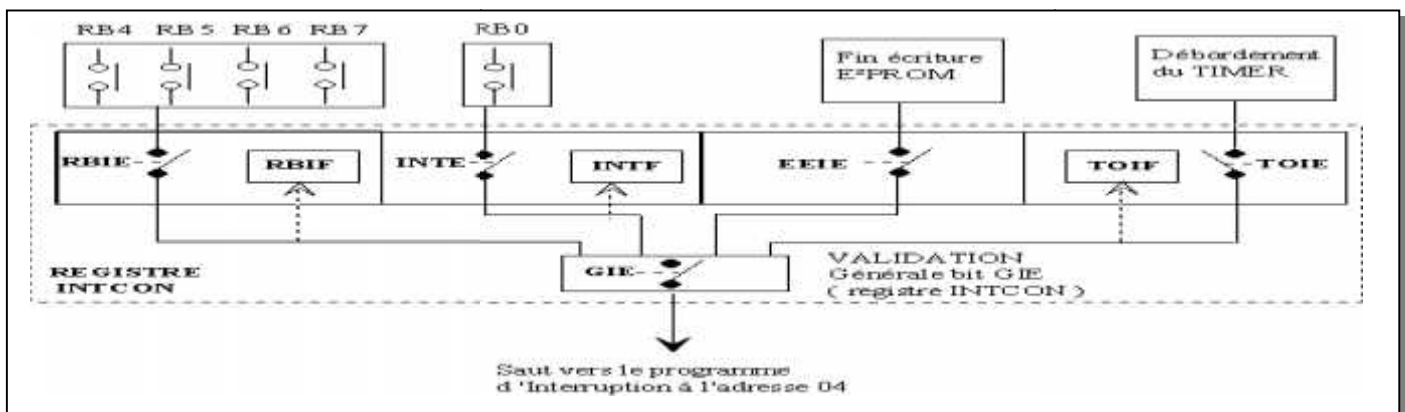 RB4 RB5 RB6 RB7
RB0
Fin écriture
E²PROM
Débordement
du TIMER
RBIE
RBIF
INTE
INTF
EEIE
TOIF
TOIE
REGISTRE
INTCON
GIE
VALIDATION
Générale bit GIE
( registre INTCON )
Saut vers le programme
d'Interruption à l'adresse 04